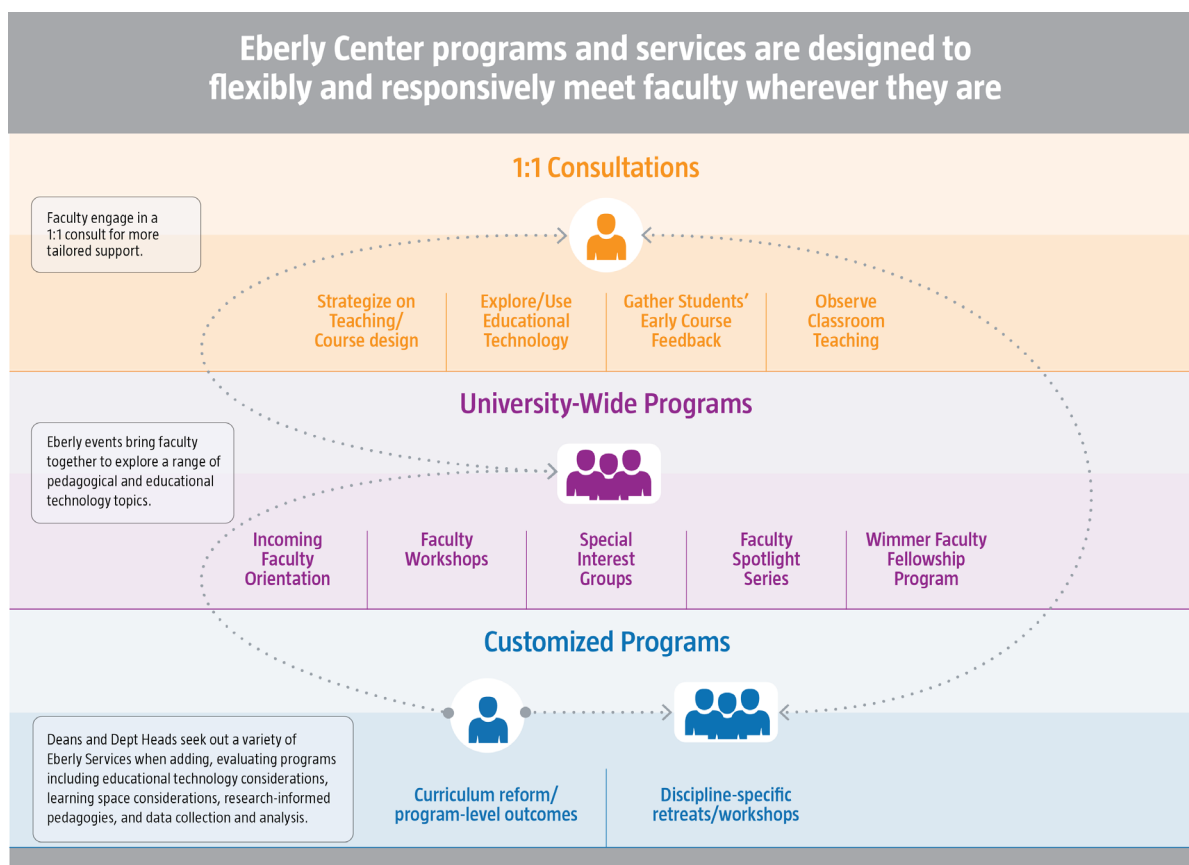 Eberly Center programs and services are designed to
flexibly and responsively meet faculty wherever they are
1:1 Consultations
Faculty engage in a
1:1 consult for more
tailored support.
Strategize on
Teaching/
Course design
Explore/Use
Educational
Technology
Gather Students'
Early Course
Feedback
Observe
Classroom
Teaching
University-Wide Programs
Eberly events bring faculty
together to explore a range of
pedagogical and educational
technology topics.
Incoming
Faculty
Orientation
Faculty
Workshops
Special
Interest
Groups
Faculty
Spotlight
Series
Wimmer Faculty
Fellowship
Program
Customized Programs
Deans and Dept Heads seek out a variety of
Eberly Services when adding, evaluating programs
including educational technology considerations,
learning space considerations, research-informed
pedagogies, and data collection and analysis.
Curriculum reform/
program-level outcomes
Discipline-specific
retreats/workshops